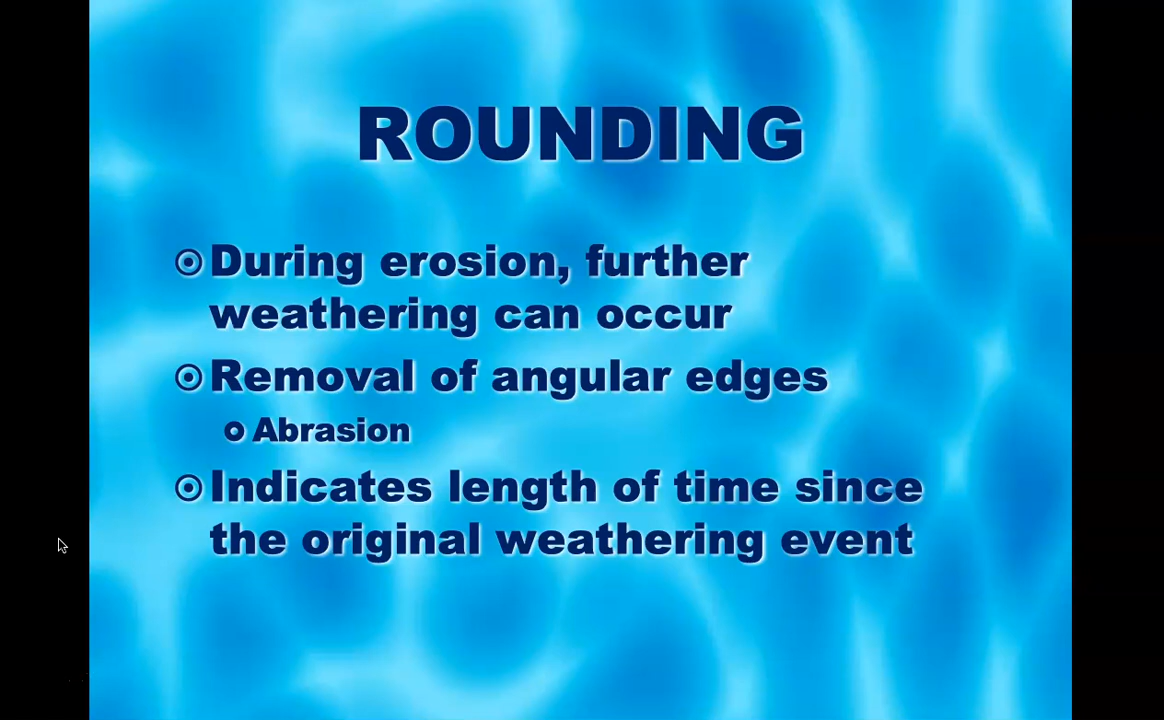 ROUNDING
During erosion, further
weathering can occur
Removal of angular edges
Abrasion
Indicates length of time since
the original weathering event